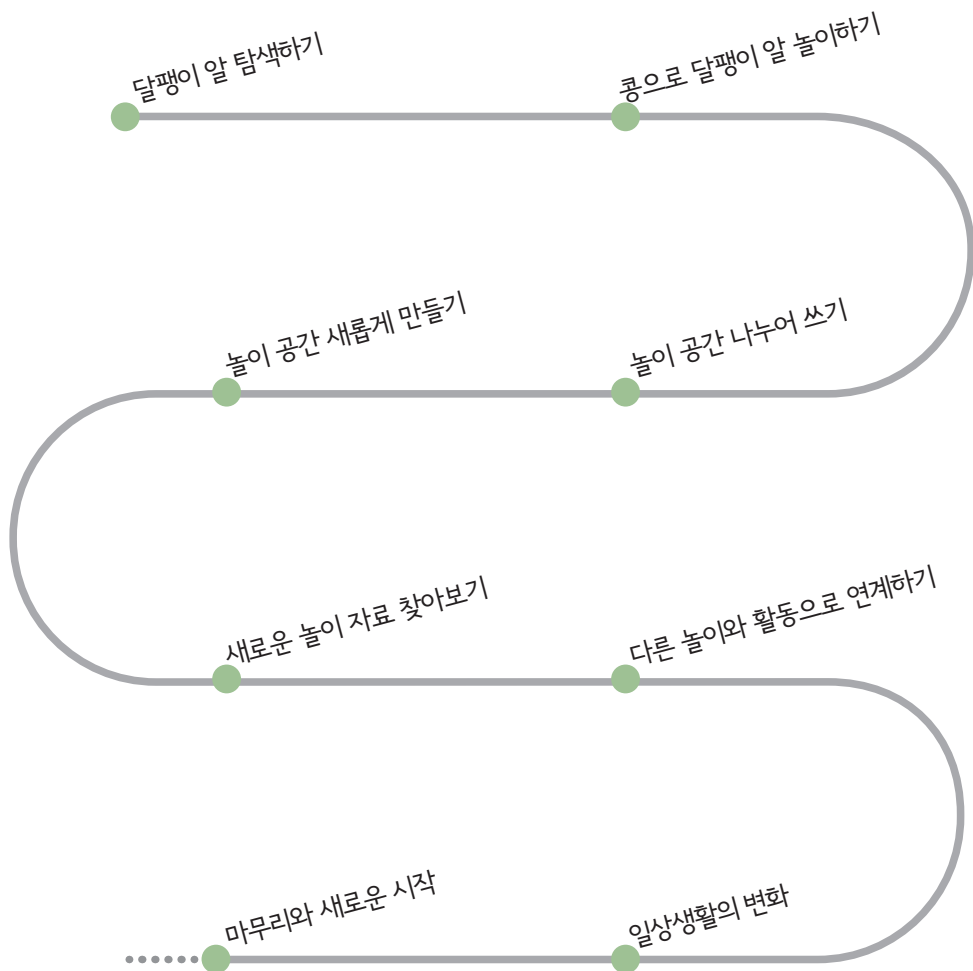 달팽이 알 탐색하기
콩으로 달팽이 알 놀이하기
놀이 공간 나누어 쓰기
놀이 공간 새롭게 만들기
새로운 놀이 자료 찾아보기
다른 놀이와 활동으로 연계하기
일상생활의 변화
마무리와 새로운 시작